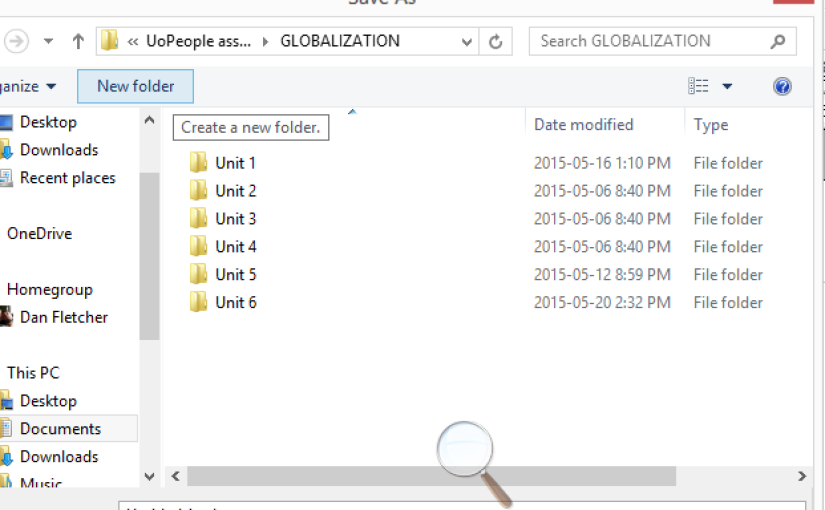 Save As
« UoPeople ass... GLOBALIZATION Search GLOBALIZATION
ganize New folder
Desktop
Downloads
Recent places
OneDrive
Homegroup
Dan Fletcher
This PC
Desktop
Documents
Downloads
Music
Create a new folder. Date modified Type
Unit 1 2015-05-16 1:10 PM File folder
Unit 2 2015-05-06 8:40 PM File folder
Unit 3 2015-05-06 8:40 PM File folder
Unit 4 2015-05-06 8:40 PM File folder
Unit 5 2015-05-12 8:59 PM File folder
Unit 6 2015-05-20 2:32 PM File folder